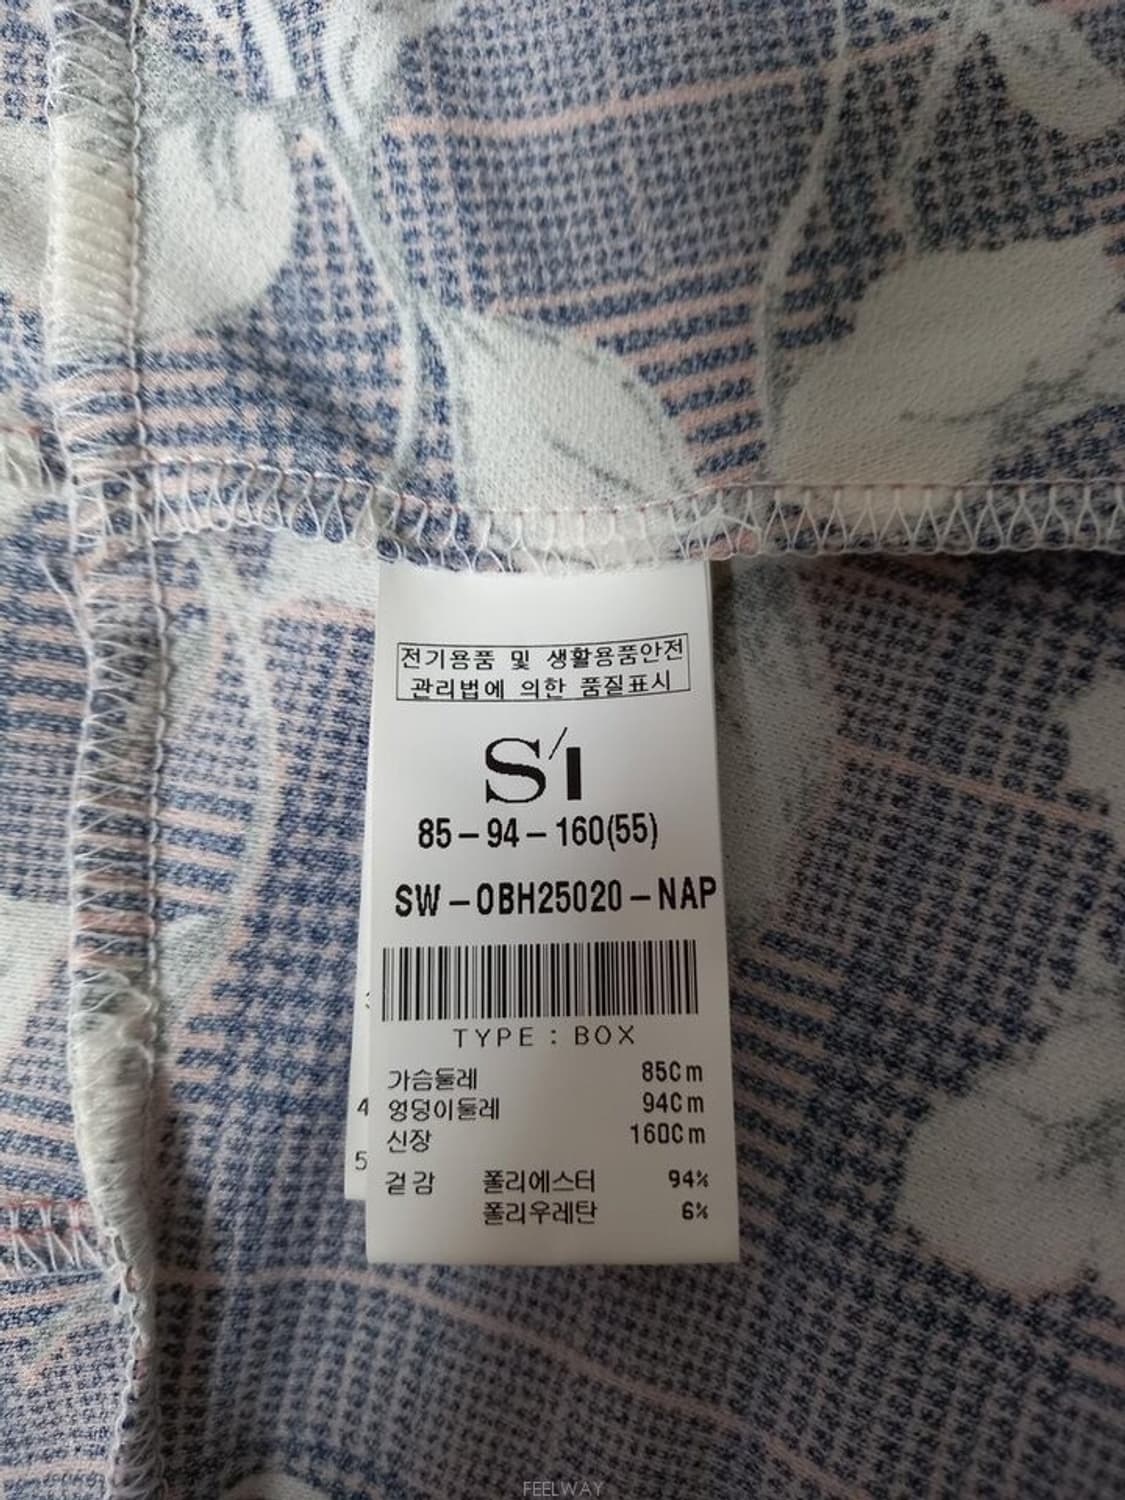 전기용품 및 생활용품안전
관리법에 의한 품질표시
S/I
85-94-160(55)
SW-OBH25020-NAP
TYPE : BOX
가슴둘레 85Cm
엉덩이둘레 94Cm
신장 160Cm
겉감 폴리에스터 94%
폴리우레탄 6%
4
5
FEELWAY